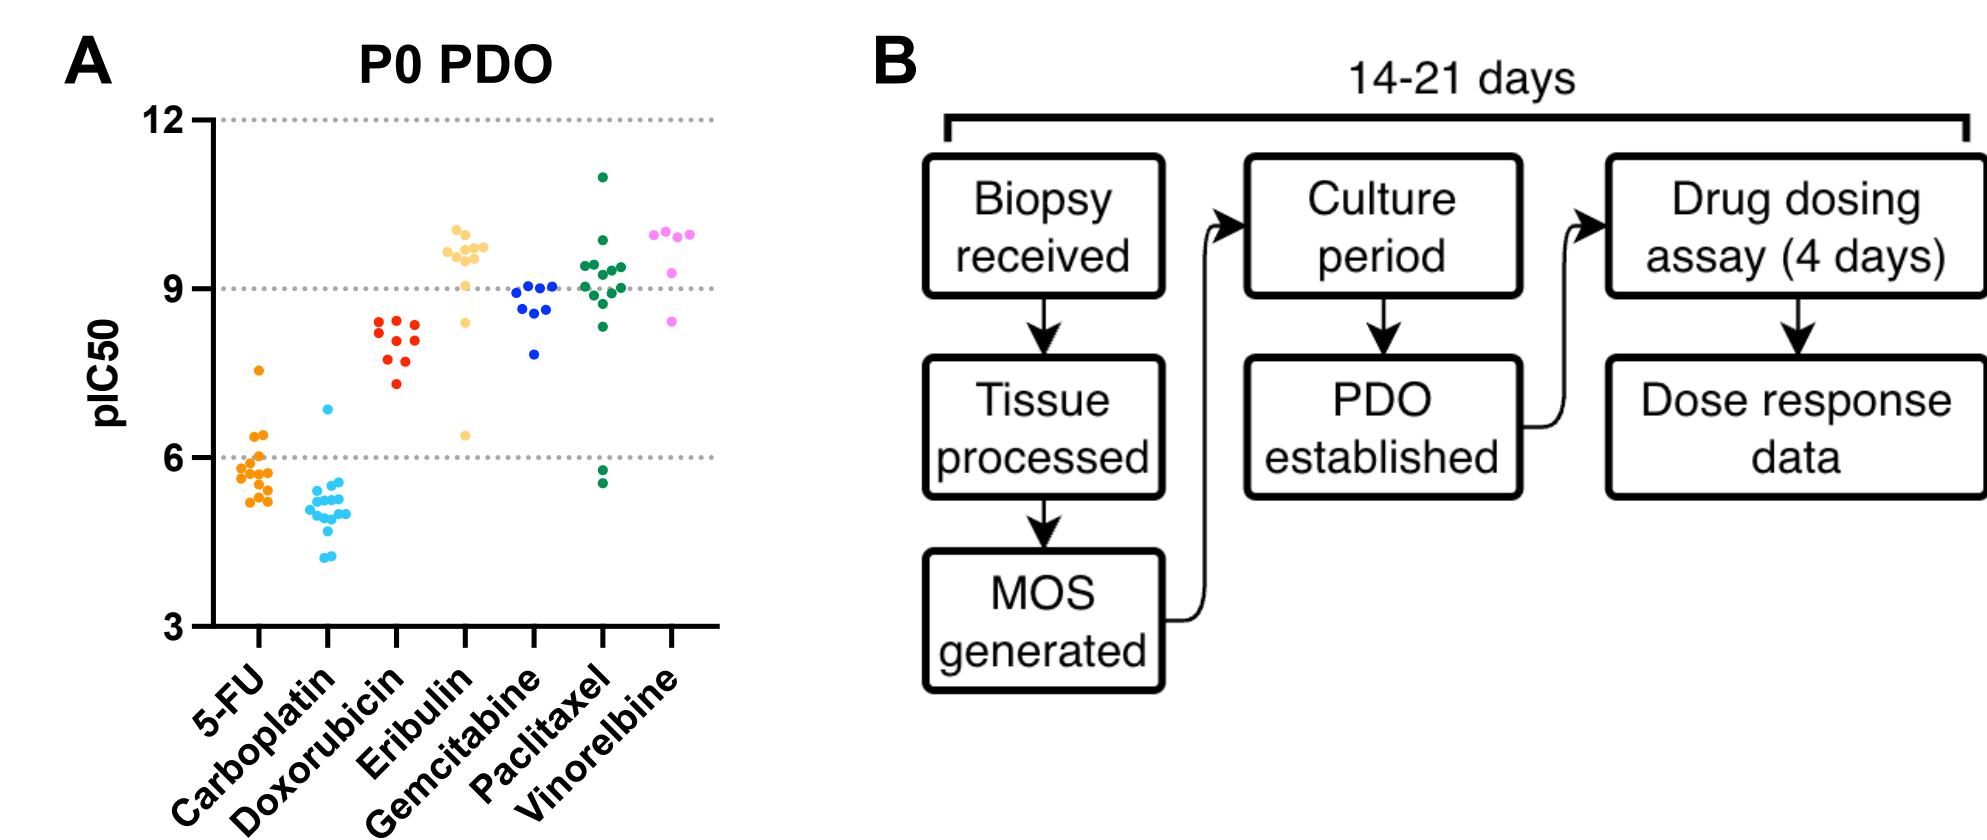 A
P0 PDO
12
9
6
3
pIC50
5-FU
Carboplatin
Doxorubicin
Eribulin
Gemcitabine
Paclitaxel
Vinorelbine
B
14-21 days
Biopsy
received
Tissue
processed
MOS
generated
Culture
period
PDO
established
Drug dosing
assay (4 days)
Dose response
data